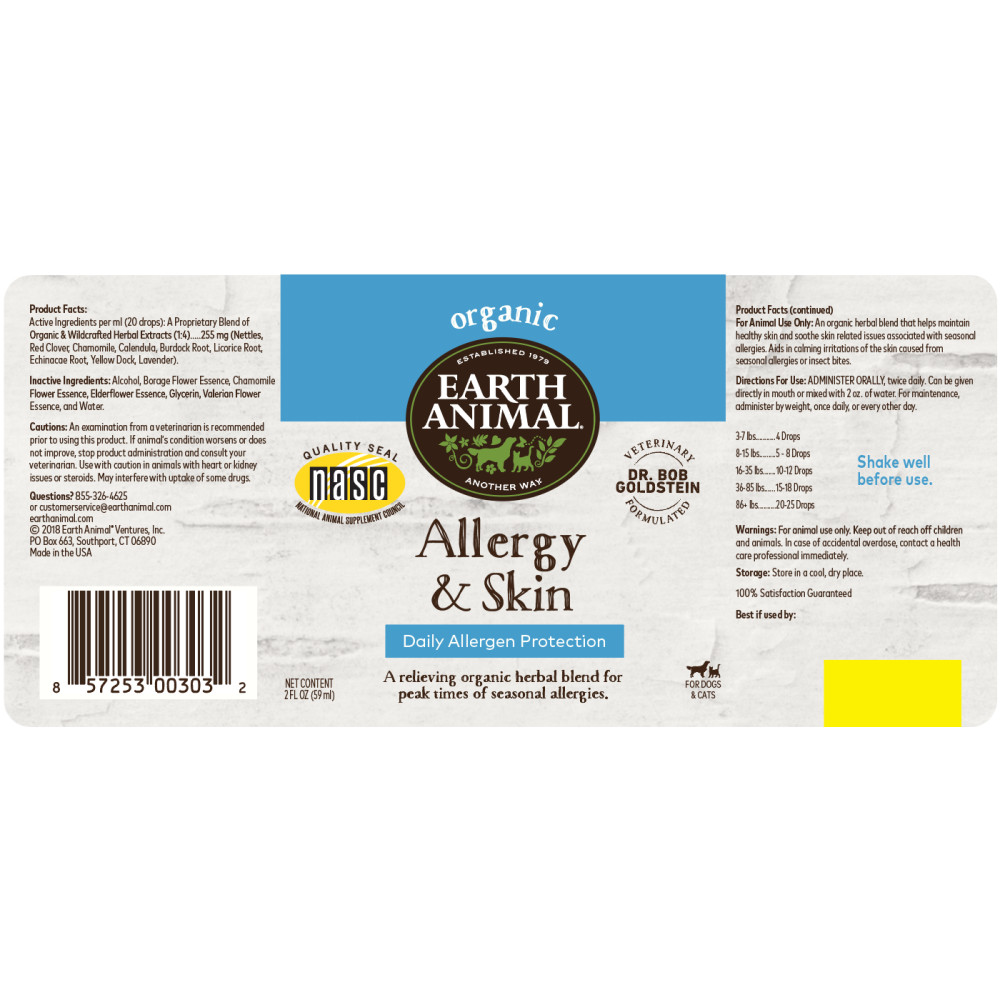 Product Facts:
Active Ingredients per ml (20 drops): A Proprietary Blend of
Organic & Wildcrafted Herbal Extracts (1:4).....255 mg (Nettles,
Red Clover, Chamomile, Calendula, Burdock Root, Licorice Root,
Echinacae Root, Yellow Dock, Lavender).
Inactive Ingredients: Alcohol, Borage Flower Essence, Chamomile
Flower Essence, Elderflower Essence, Glycerin, Valerian Flower
Essence, and Water.
Cautions: An examination from a veterinarian is recommended
prior to using this product. If animal's condition worsens or does
not improve, stop product administration and consult your
veterinarian. Use with caution in animals with heart or kidney
issues or steroids. May interfere with uptake of some drugs.
Questions? 855-326-4625
or customerservice@earthanimal.com
earthanimal.com
© 2018 Earth Animal® Ventures, Inc.
PO Box 663, Southport, CT 06890
Made in the USA
8 57253 00303 2
organic
ESTABLISHED 1979
EARTH
ANIMAL®
ANOTHER WAY
QUALITY SEAL
nasc
NATIONAL ANIMAL SUPPLEMENT COUNCIL
VETERINARY
DR. BOB
GOLDSTEIN
FORMULATED
Allergy
& Skin
Daily Allergen Protection
A relieving organic herbal blend for
peak times of seasonal allergies.
NET CONTENT
2 FL OZ (59 ml)
FOR DOGS
& CATS
Product Facts (continued)
For Animal Use Only: An organic herbal blend that helps maintain
healthy skin and soothe skin related issues associated with seasonal
allergies. Aids in calming irritations of the skin caused from
seasonal allergies or insect bites.
Directions For Use: ADMINISTER ORALLY, twice daily. Can be given
directly in mouth or mixed with 2 oz. of water. For maintenance,
administer by weight, once daily, or every other day.
3-7 lbs...........4 Drops
8-15 lbs.........5 - 8 Drops
16-35 lbs......10-12 Drops
36-85 lbs.....15-18 Drops
86+ lbs..........20-25 Drops
Shake well
before use.
Warnings: For animal use only. Keep out of reach off children
and animals. In case of accidental overdose, contact a health
care professional immediately.
Storage: Store in a cool, dry place.
100% Satisfaction Guaranteed
Best if used by: